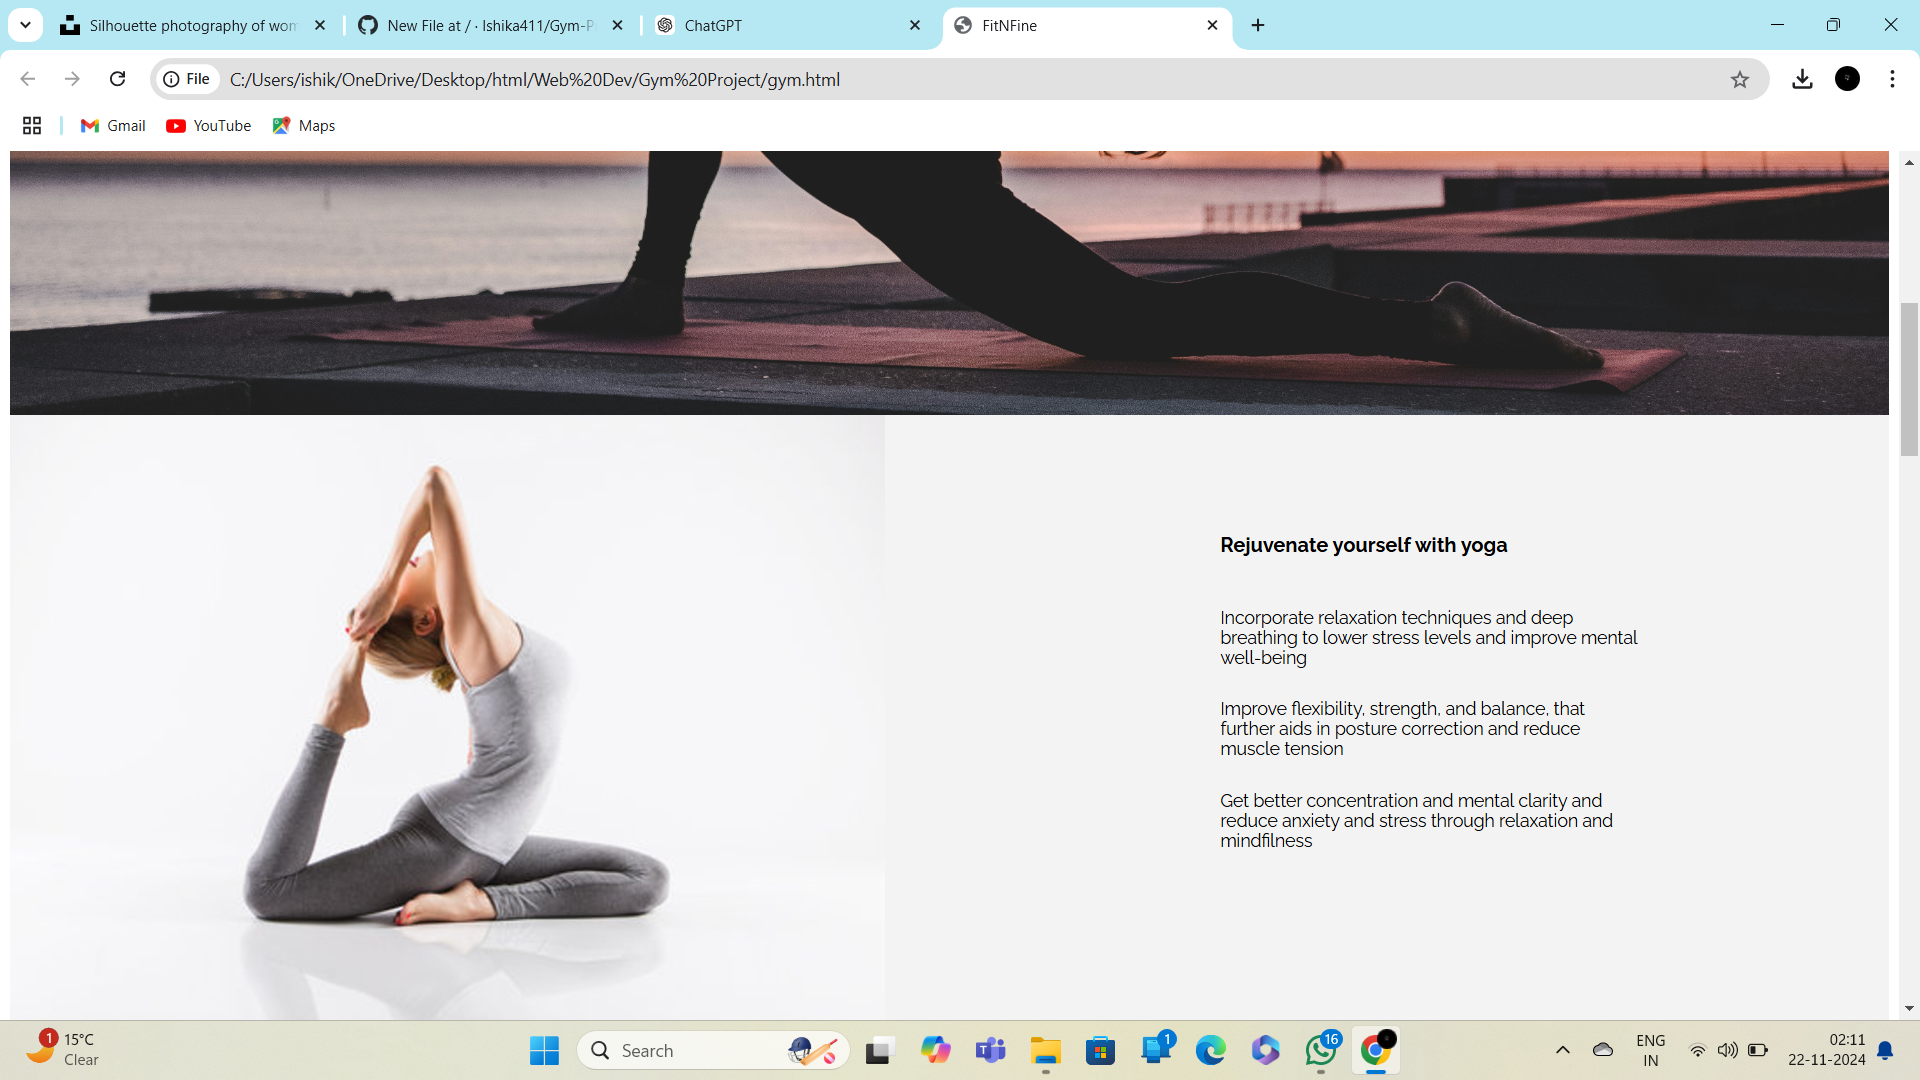 Silhouette photography of wom
New File at / · Ishika411/Gym-P
ChatGPT
FitNFine
File
C:/Users/ishik/OneDrive/Desktop/html/Web%20Dev/Gym%20Project/gym.html
Gmail
YouTube
Maps
Rejuvenate yourself with yoga
Incorporate relaxation techniques and deep
breathing to lower stress levels and improve mental
well-being
Improve flexibility, strength, and balance, that
further aids in posture correction and reduce
muscle tension
Get better concentration and mental clarity and
reduce anxiety and stress through relaxation and
mindfilness
1
15°C
Clear
Search
1
16
ENG
IN
02:11
22-11-2024